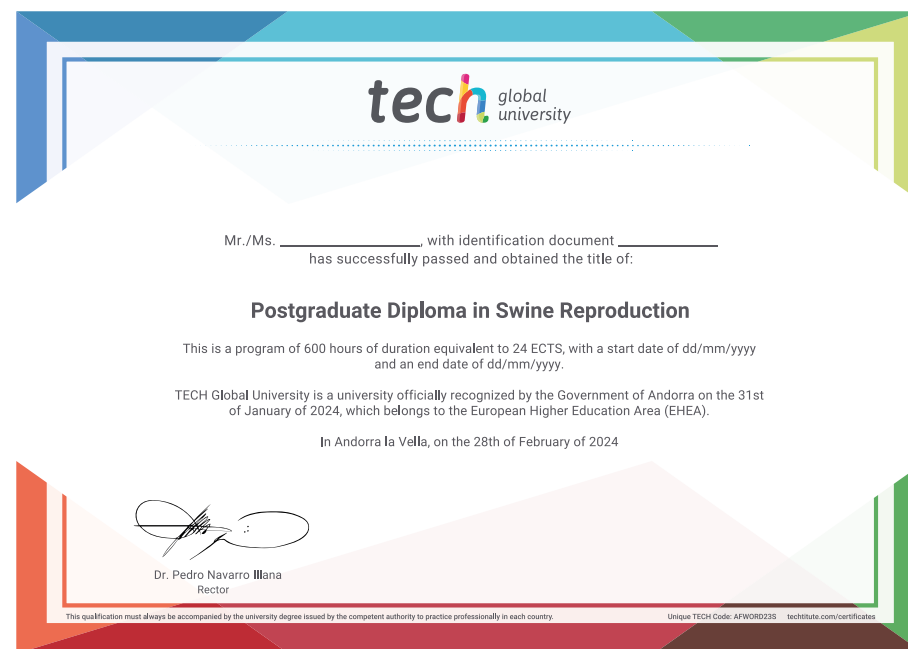 tech global university
Mr./Ms. ____________________, with identification document ______________
has successfully passed and obtained the title of:
Postgraduate Diploma in Swine Reproduction
This is a program of 600 hours of duration equivalent to 24 ECTS, with a start date of dd/mm/yyyy
and an end date of dd/mm/yyyy.
TECH Global University is a university officially recognized by the Government of Andorra on the 31st
of January of 2024, which belongs to the European Higher Education Area (EHEA).
In Andorra la Vella, on the 28th of February of 2024
Dr. Pedro Navarro Illana
Rector
This qualification must always be accompanied by the university degree issued by the competent authority to practice professionally in each country.
Unique TECH Code: AFWORD23S techtitute.com/certificates